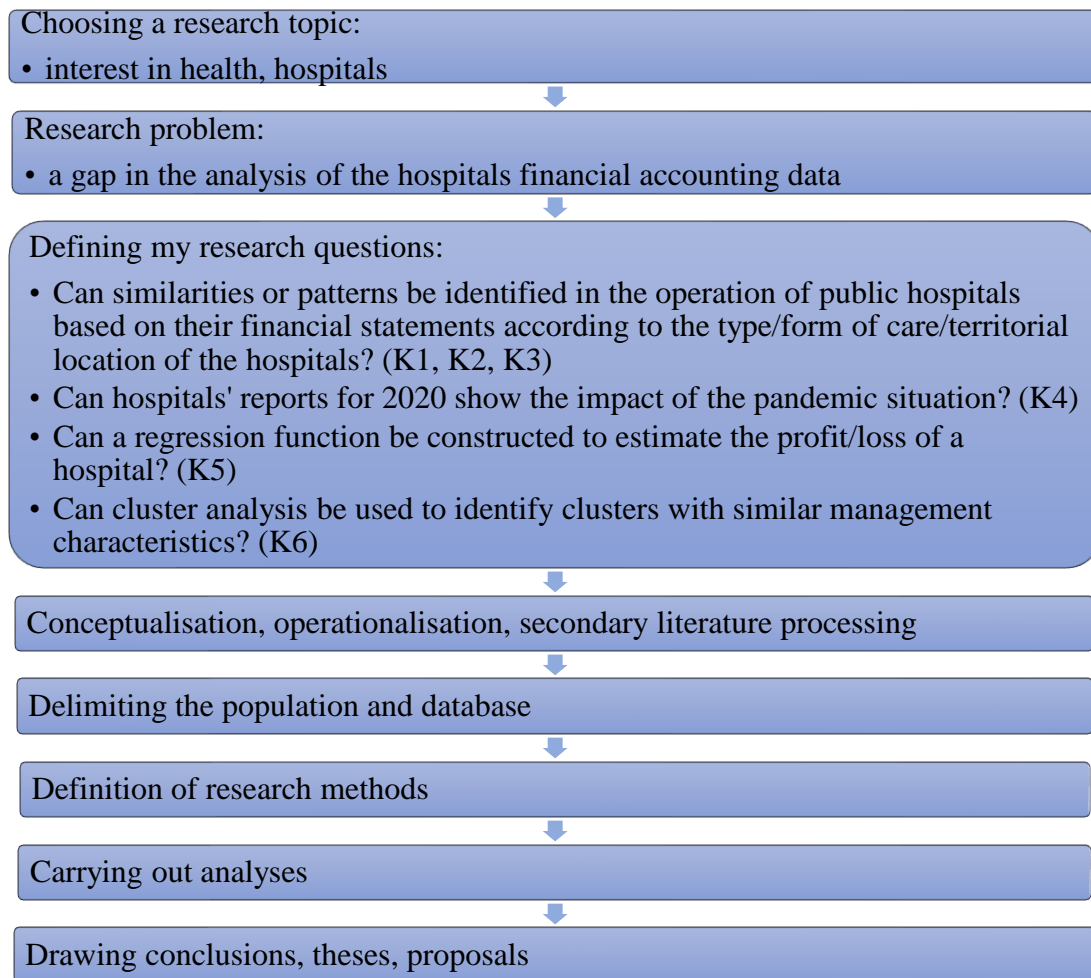 Choosing a research topic:
• interest in health, hospitals
Research problem:
• a gap in the analysis of the hospitals financial accounting data
Defining my research questions:
• Can similarities or patterns be identified in the operation of public hospitals
based on their financial statements according to the type/form of care/territorial
location of the hospitals? (K1, K2, K3)
• Can hospitals' reports for 2020 show the impact of the pandemic situation? (K4)
• Can a regression function be constructed to estimate the profit/loss of a
hospital? (K5)
• Can cluster analysis be used to identify clusters with similar management
characteristics? (K6)
Conceptualisation, operationalisation, secondary literature processing
Delimiting the population and database
Definition of research methods
Carrying out analyses
Drawing conclusions, theses, proposals